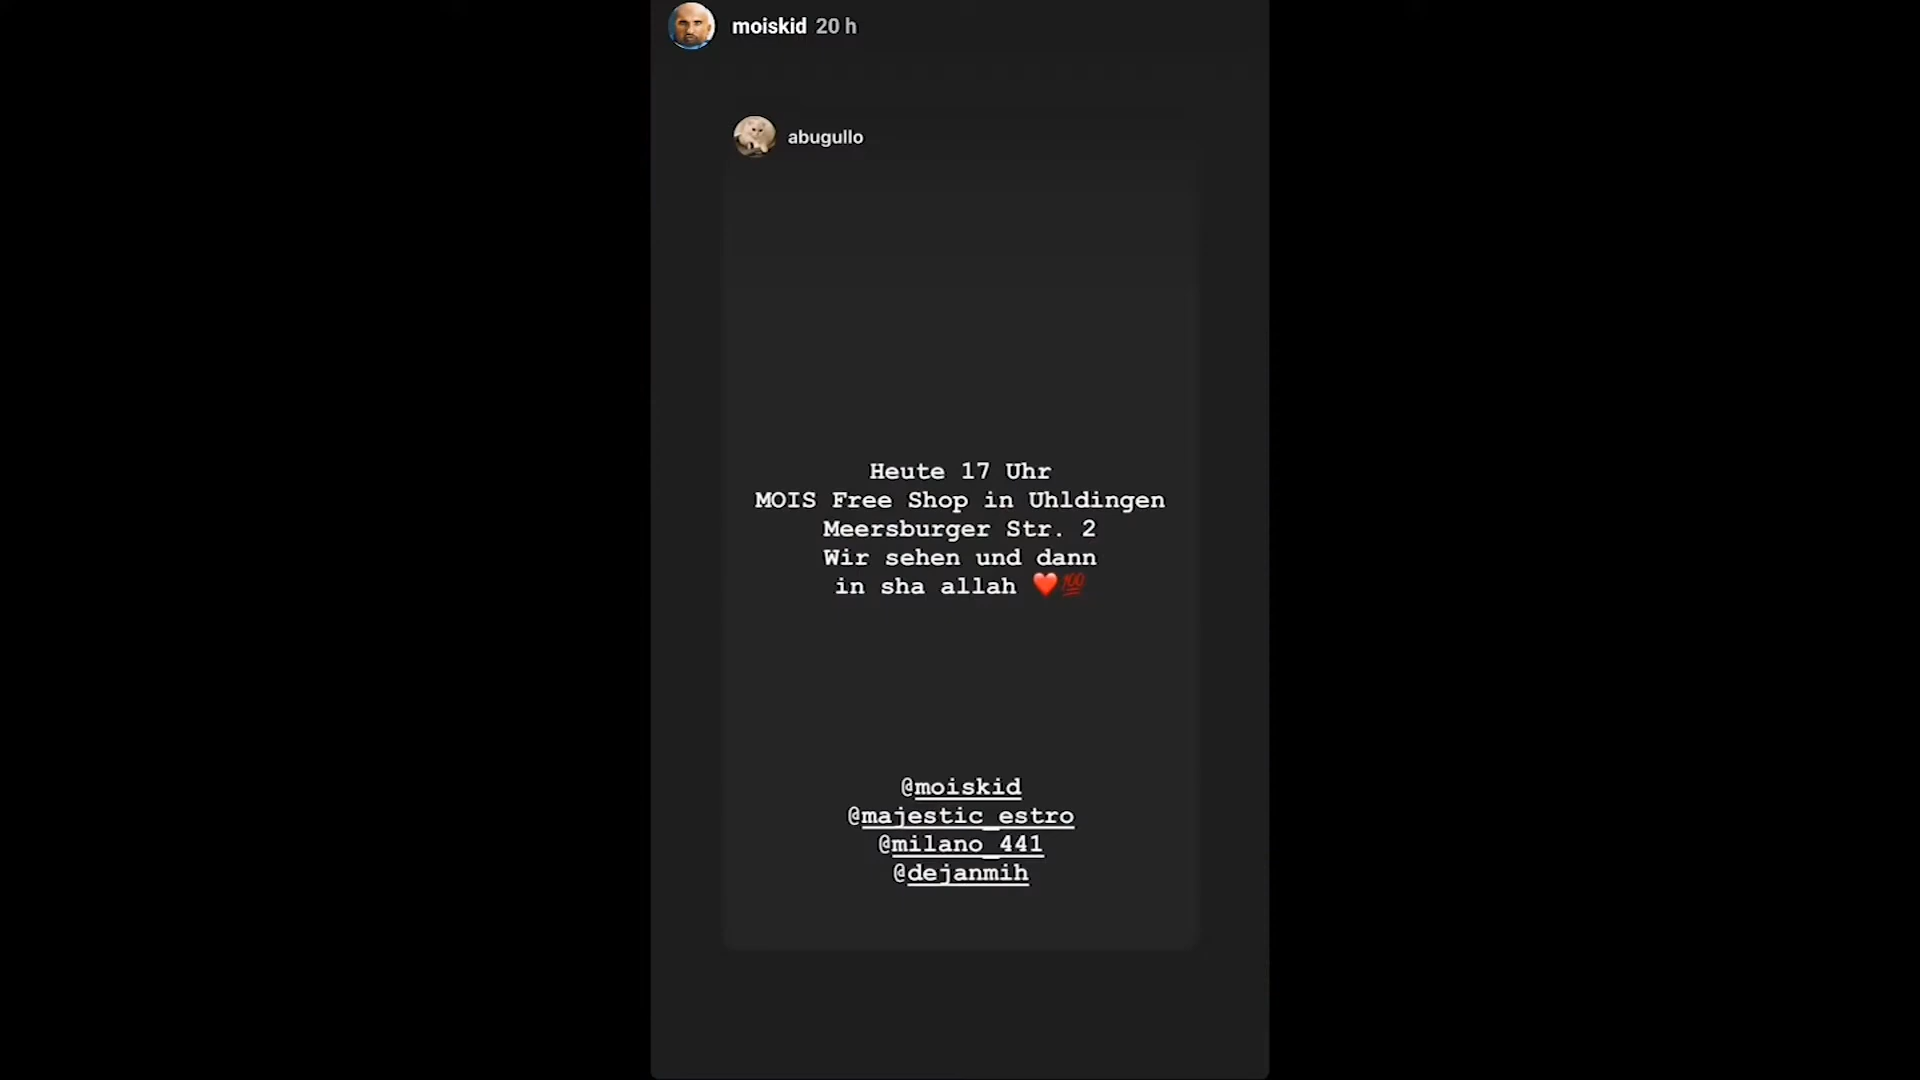 moiskid 20 h
abugullo
Heute 17 Uhr
MOIS Free Shop in Uhldingen
Meersburger Str. 2
Wir sehen und dann
in sha allah ❤️💯
@moiskid
@majestic_estro
@milano_441
@dejanmih